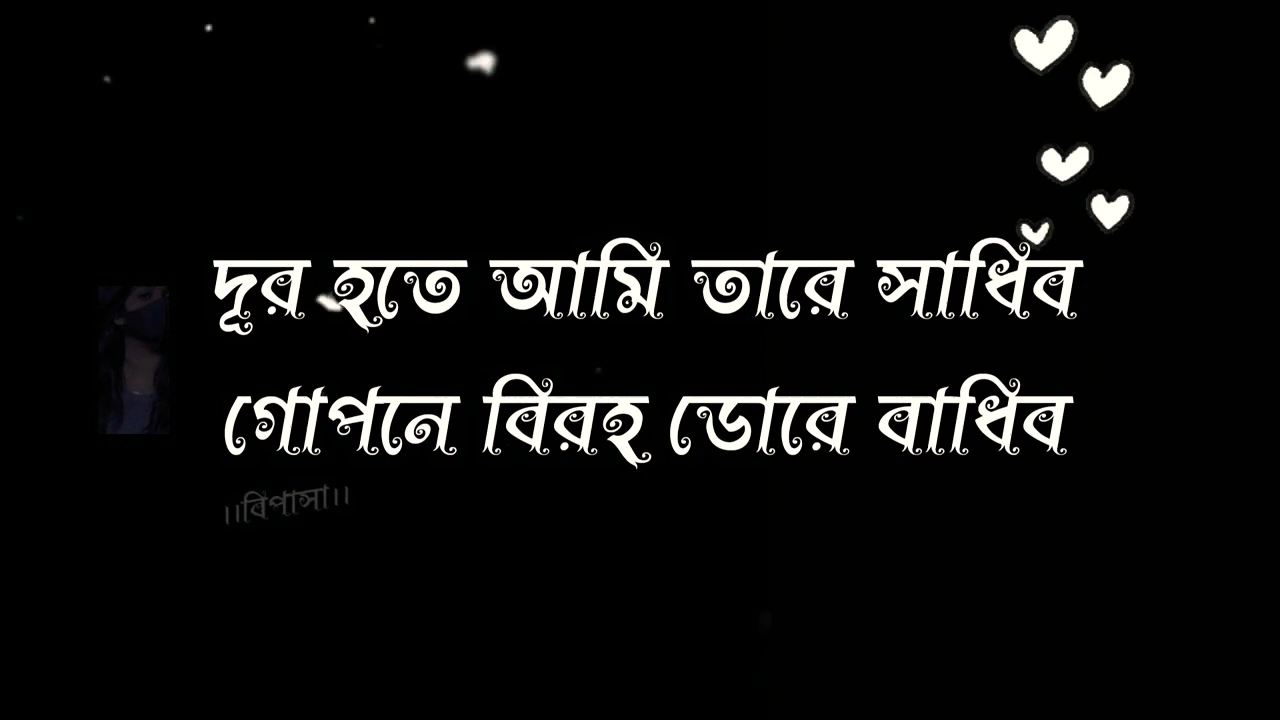 দূর হতে আমি তারে সাধিব
গোপনে বিরহ ডোরে বাধিব
।।বিপাসা।।